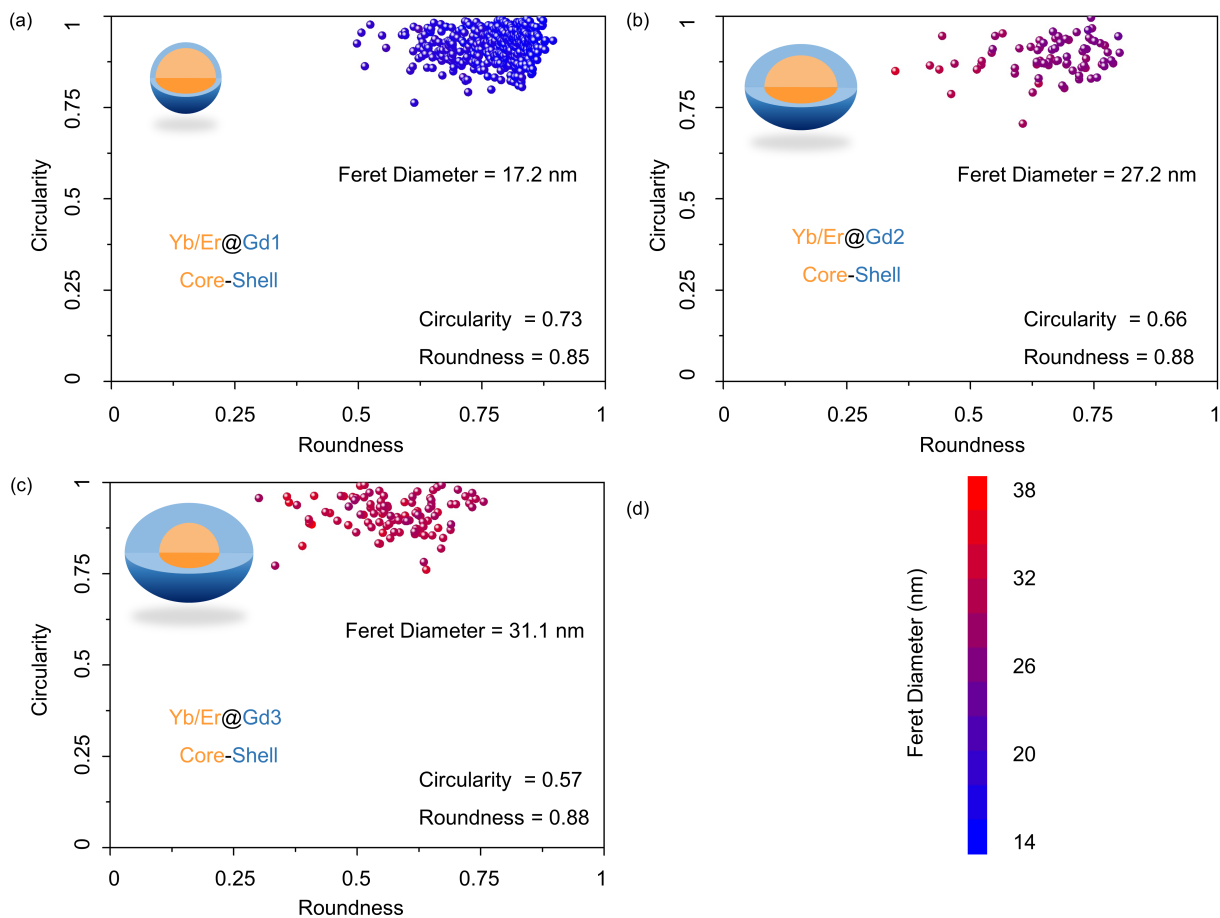 (a)
1
0.75
0.5
0.25
0
Circularity
Feret Diameter = 17.2 nm
Yb/Er@Gd1
Core-Shell
Circularity = 0.73
Roundness = 0.85
0 0.25 0.5 0.75 1
Roundness
(b)
1
0.75
0.5
0.25
0
Circularity
Feret Diameter = 27.2 nm
Yb/Er@Gd2
Core-Shell
Circularity = 0.66
Roundness = 0.88
0 0.25 0.5 0.75 1
Roundness
(c)
1
0.75
0.5
0.25
0
Circularity
Feret Diameter = 31.1 nm
Yb/Er@Gd3
Core-Shell
Circularity = 0.57
Roundness = 0.88
0 0.25 0.5 0.75 1
Roundness
(d)
Feret Diameter (nm)
38
32
26
20
14